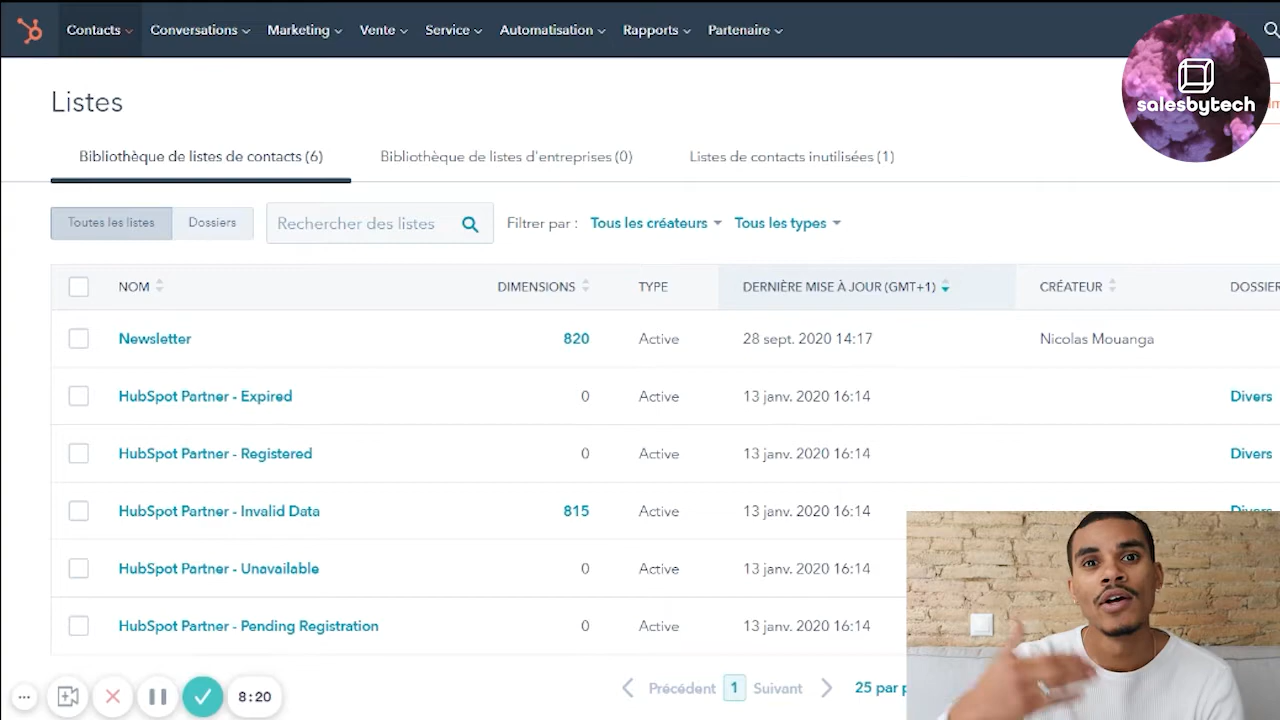 Contacts Conversations Marketing Vente Service Automatisation Rapports Partenaire
salesbytech
Listes
Bibliothèque de listes de contacts (6) Bibliothèque de listes d'entreprises (0) Listes de contacts inutilisées (1)
Toutes les listes Dossiers Rechercher des listes Filtrer par : Tous les créateurs Tous les types
NOM DIMENSIONS TYPE DERNIÈRE MISE À JOUR (GMT+1) CRÉATEUR DOSSIER
Newsletter 820 Active 28 sept. 2020 14:17 Nicolas Mouanga
HubSpot Partner - Expired 0 Active 13 janv. 2020 16:14 Divers
HubSpot Partner - Registered 0 Active 13 janv. 2020 16:14 Divers
HubSpot Partner - Invalid Data 815 Active 13 janv. 2020 16:14 Divers
HubSpot Partner - Unavailable 0 Active 13 janv. 2020 16:14
HubSpot Partner - Pending Registration 0 Active 13 janv. 2020 16:14
Précédent 1 Suivant 25 par
8:20